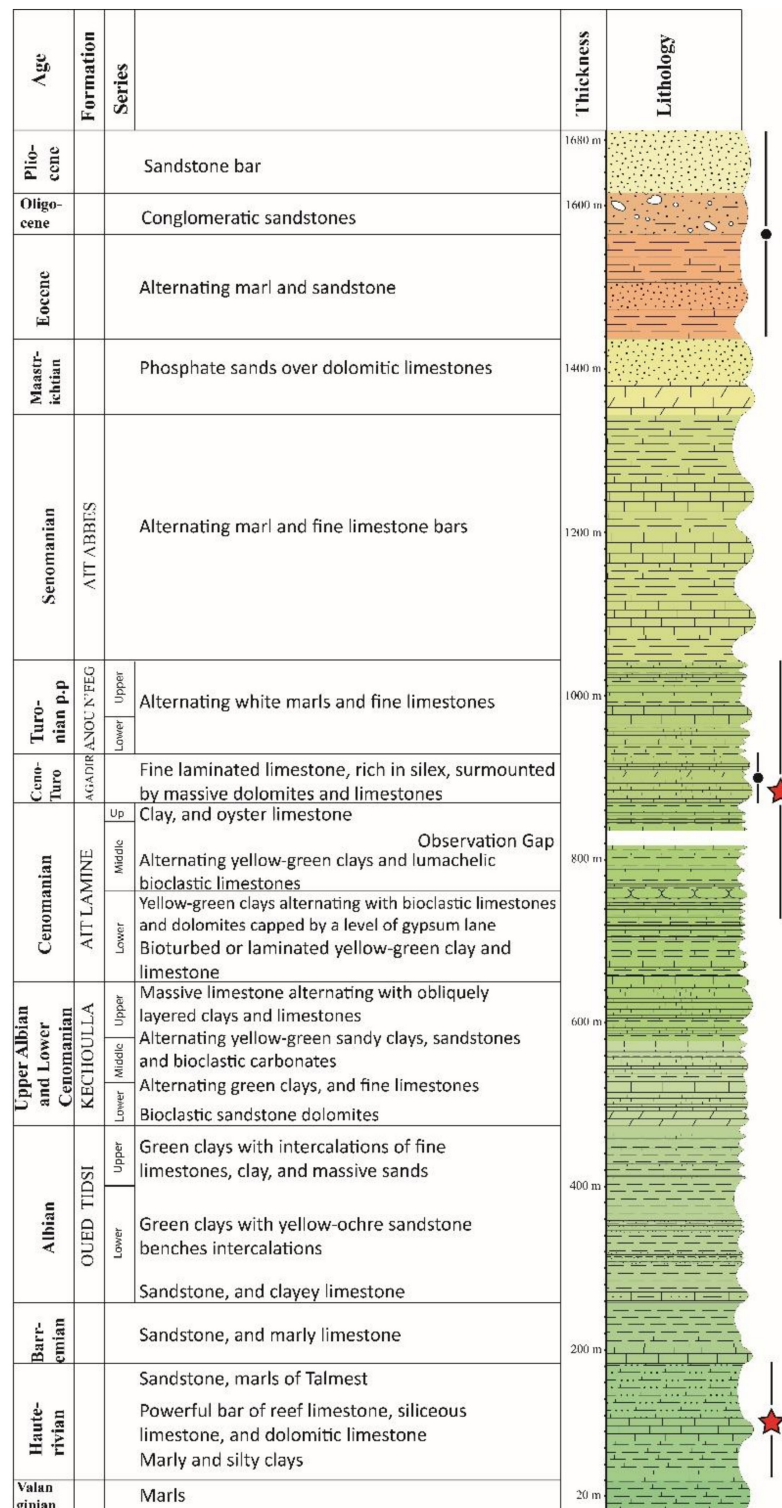 Age
Formation
Series
Thickness
Lithology
Plio-
cene
Sandstone bar
1680 m
Oligo-
cene
Conglomeratic sandstones
1600 m
Eocene
Alternating marl and sandstone
Maastr-
ichtian
Phosphate sands over dolomitic limestones
1400 m
Senomanian
AIT ABBES
Alternating marl and fine limestone bars
1200 m
Turo-
nian p.p
ANOU N'FEG
Upper
Lower
Alternating white marls and fine limestones
1000 m
Ceno-
Turo
AGADIR
Fine laminated limestone, rich in silex, surmounted
by massive dolomites and limestones
Cenomanian
AIT LAMINE
Up
Clay, and oyster limestone
Observation Gap
Middle
Alternating yellow-green clays and lumachelic
bioclastic limestones
800 m
Lower
Yellow-green clays alternating with bioclastic limestones
and dolomites capped by a level of gypsum lane
Bioturbed or laminated yellow-green clay and
limestone
Upper Albian
and Lower
Cenomanian
KECHOULLA
Upper
Massive limestone alternating with obliquely
layered clays and limestones
600 m
Middle
Alternating yellow-green sandy clays, sandstones
and bioclastic carbonates
Lower
Alternating green clays, and fine limestones
Bioclastic sandstone dolomites
Albian
OUED TIDSI
Upper
Green clays with intercalations of fine
limestones, clay, and massive sands
400 m
Lower
Green clays with yellow-ochre sandstone
benches intercalations
Sandstone, and clayey limestone
Barr-
emian
Sandstone, and marly limestone
200 m
Haute-
rivian
Sandstone, marls of Talmest
Powerful bar of reef limestone, siliceous
limestone, and dolomitic limestone
Marly and silty clays
Valan
ginian
Marls
20 m